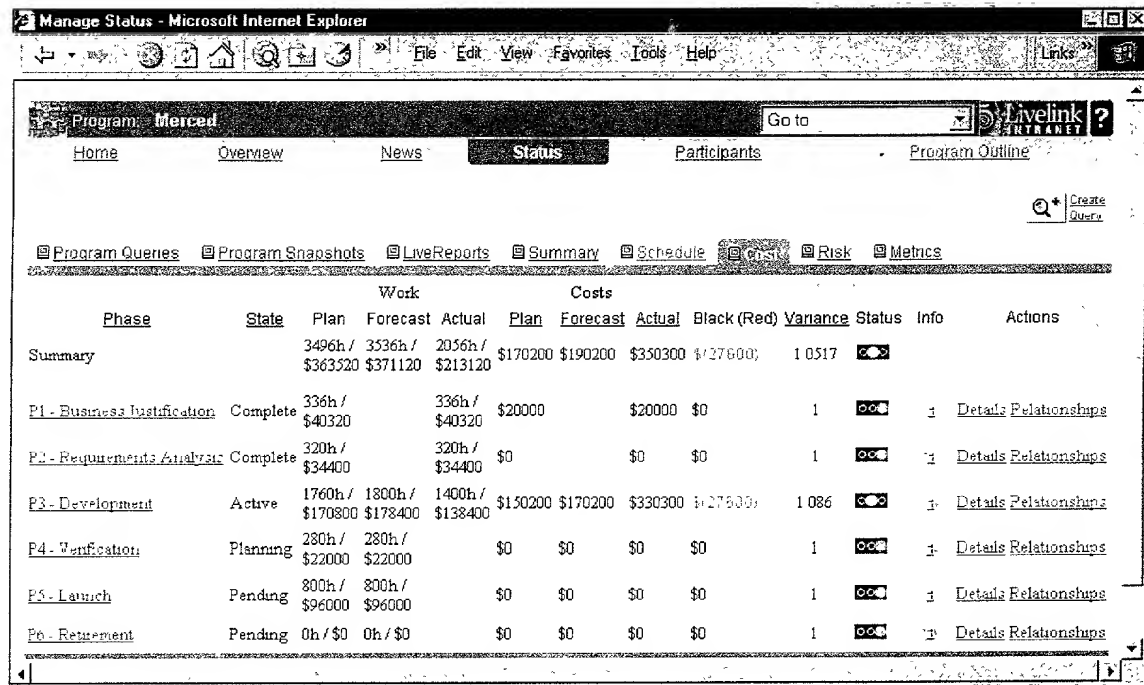 Manage Status - Microsoft Internet Explorer
» File Edit View Favorites Tools Help Links »
Program: Merced Go to Livelink INTRANET ?
Home Overview News Status Participants Program Outline
Create Query
Program Queries Program Snapshots LiveReports Summary Schedule Costs Risk Metrics
Work Costs
Phase State Plan Forecast Actual Plan Forecast Actual Black (Red) Variance Status Info Actions
Summary 3496h / $363520 3536h / $371120 2056h / $213120 $170200 $190200 $350300 $(27600) 1 0517
P1 - Business Justification Complete 336h / $40320 336h / $40320 $20000 $20000 $0 1 Details Relationships
P2 - Requirements Analysis Complete 320h / $34400 320h / $34400 $0 $0 $0 1 Details Relationships
P3 - Development Active 1760h / $170800 1800h / $178400 1400h / $138400 $150200 $170200 $330300 $(27600) 1 086 Details Relationships
P4 - Verification Planning 280h / $22000 280h / $22000 $0 $0 $0 $0 1 Details Relationships
P5 - Launch Pending 800h / $96000 800h / $96000 $0 $0 $0 $0 1 Details Relationships
P6 - Retirement Pending 0h / $0 0h / $0 $0 $0 $0 $0 1 Details Relationships